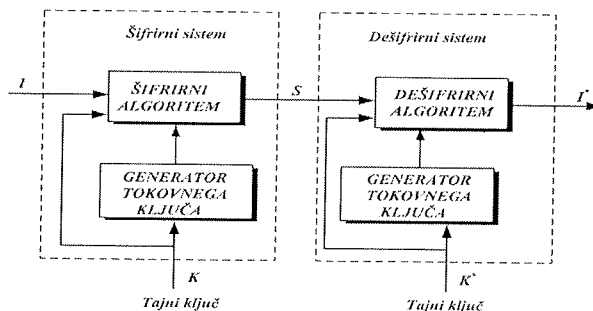 Šifrirni sistem
Dešifrirni sistem
I
ŠIFRIRNI
ALGORITEM
S
DEŠIFRIRNI
ALGORITEM
I*
GENERATOR
TOKOVNEGA
KLJUČA
GENERATOR
TOKOVNEGA
KLJUČA
K
K*
Tajni ključ
Tajni ključ